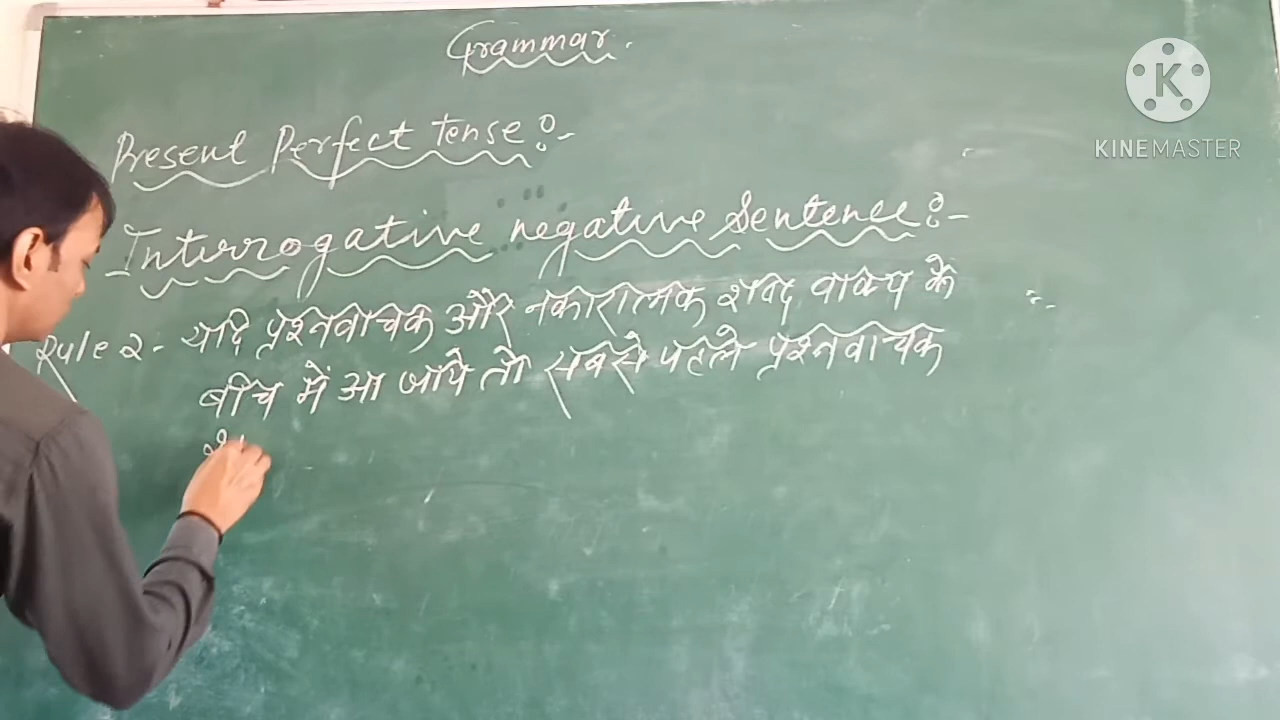 Grammar.
Present Perfect tense :-
Interrogative negative Sentence :-
Rule 2 - यदि प्रश्नवाचक और नकारात्मक शब्द वाक्य के
बीच में आ जाये तो सबसे पहले प्रश्नवाचक
K
KINEMASTER